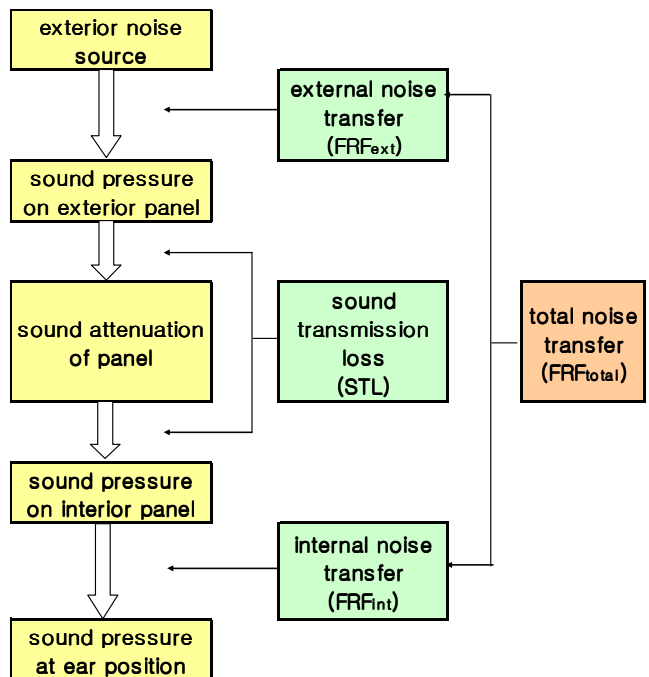 exterior noise
source
external noise
transfer
(FRFext)
sound pressure
on exterior panel
sound attenuation
of panel
sound
transmission
loss
(STL)
total noise
transfer
(FRFtotal)
sound pressure
on interior panel
internal noise
transfer
(FRFint)
sound pressure
at ear position